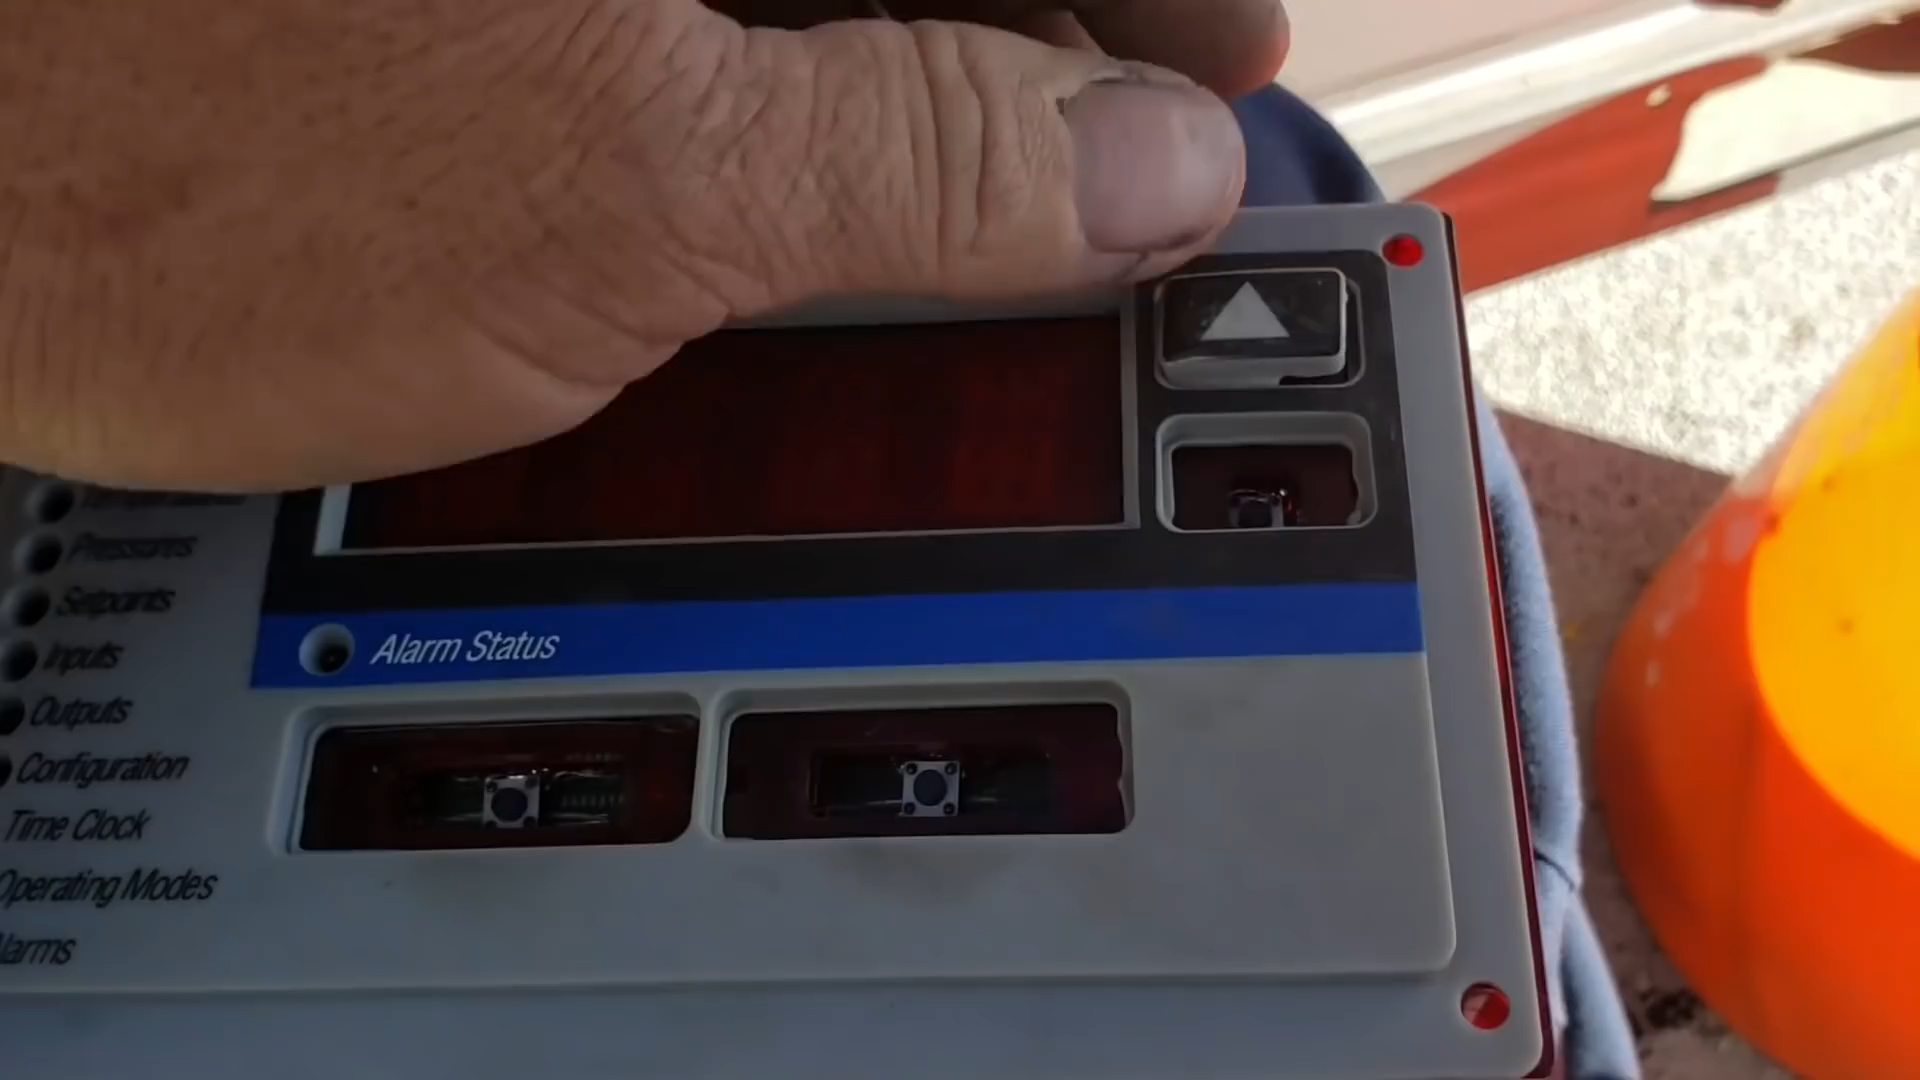 Pressures
Setpoints
Inputs
Alarm Status
Outputs
Configuration
Time Clock
Operating Modes
Alarms